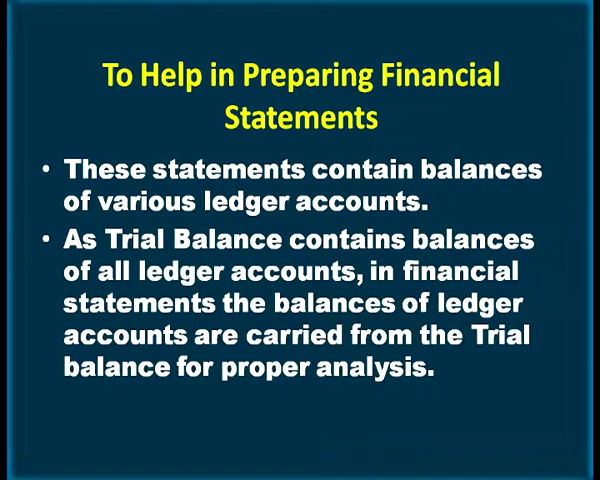 To Help in Preparing Financial
Statements
• These statements contain balances
of various ledger accounts.
• As Trial Balance contains balances
of all ledger accounts, in financial
statements the balances of ledger
accounts are carried from the Trial
balance for proper analysis.